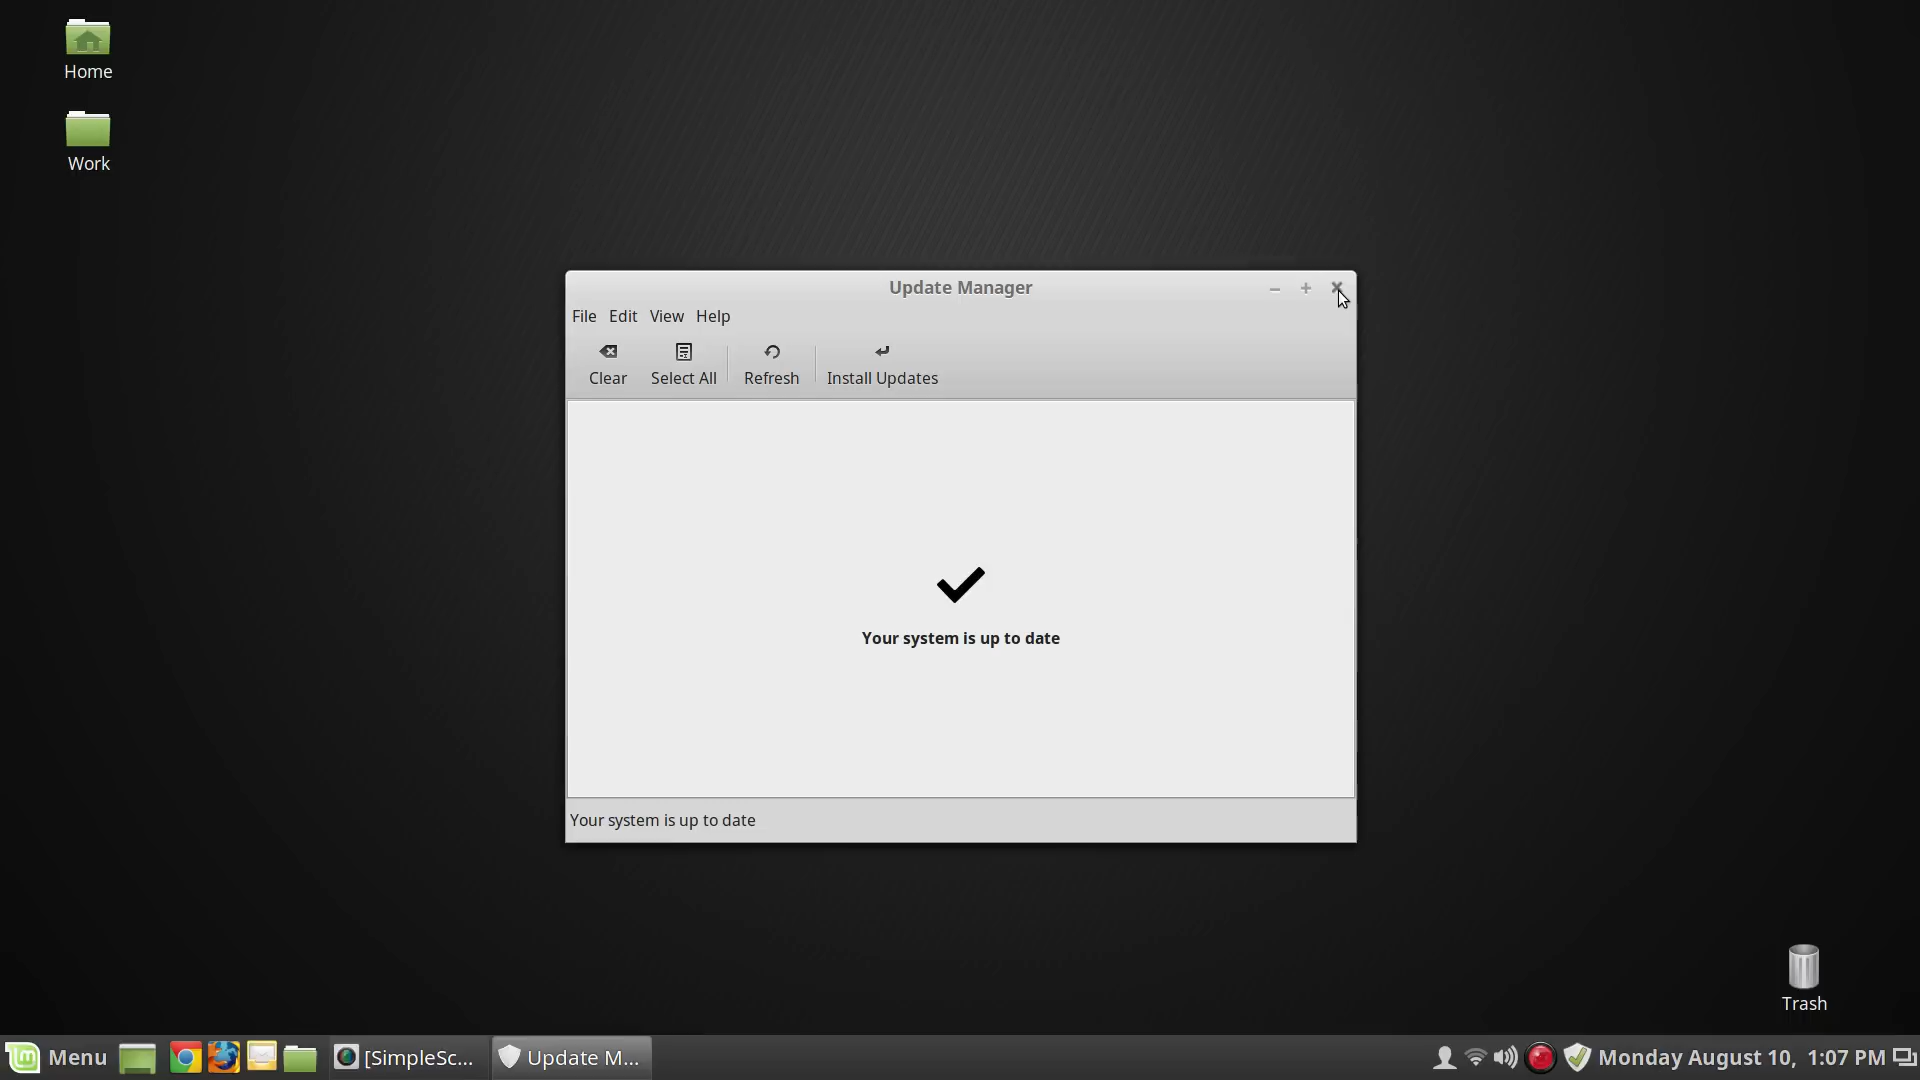 Home
Work
Update Manager
File Edit View Help
Clear Select All Refresh Install Updates
Your system is up to date
Your system is up to date
Trash
Menu [SimpleSc... Update M... Monday August 10, 1:07 PM